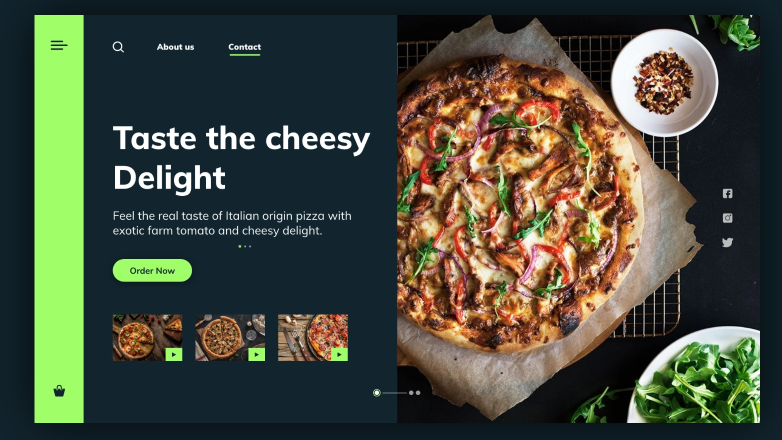 About us
Contact
Taste the cheesy
Delight
Feel the real taste of Italian origin pizza with
exotic farm tomato and cheesy delight.
Order Now